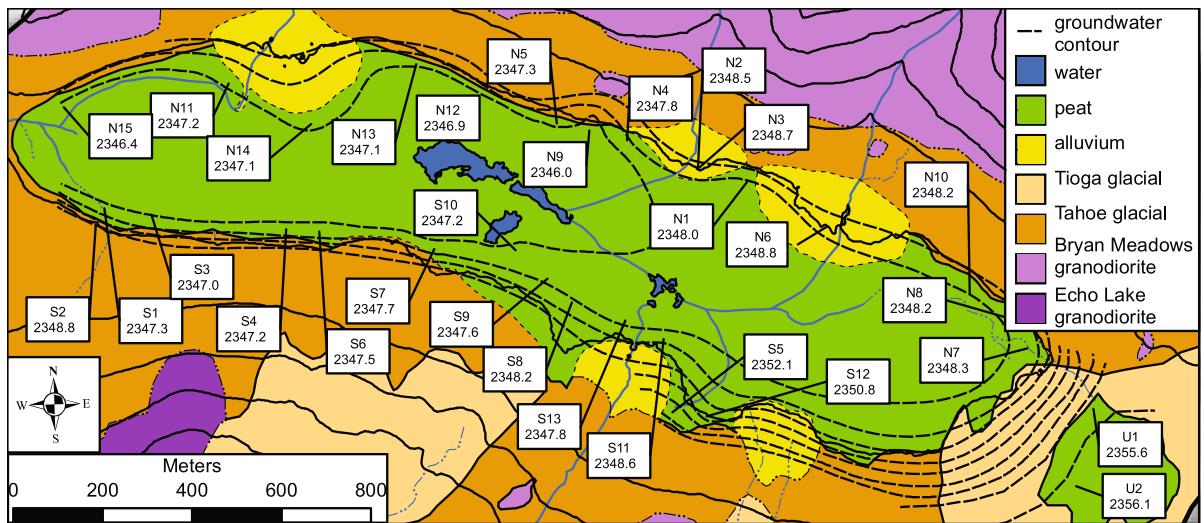 N5
2347.3
N2
2348.5
N4
2347.8
N3
2348.7
N12
2346.9
N11
2347.2
N15
2346.4
N14
2347.1
N13
2347.1
N9
2346.0
N10
2348.2
S10
2347.2
N1
2348.0
N6
2348.8
S3
2347.0
S2
2348.8
S1
2347.3
S4
2347.2
S7
2347.7
S6
2347.5
S9
2347.6
S8
2348.2
S5
2352.1
N8
2348.2
N7
2348.3
S12
2350.8
S13
2347.8
S11
2348.6
U1
2355.6
U2
2356.1
groundwater
contour
water
peat
alluvium
Tioga glacial
Tahoe glacial
Bryan Meadows
granodiorite
Echo Lake
granodiorite
N
W E
S
Meters
0 200 400 600 800